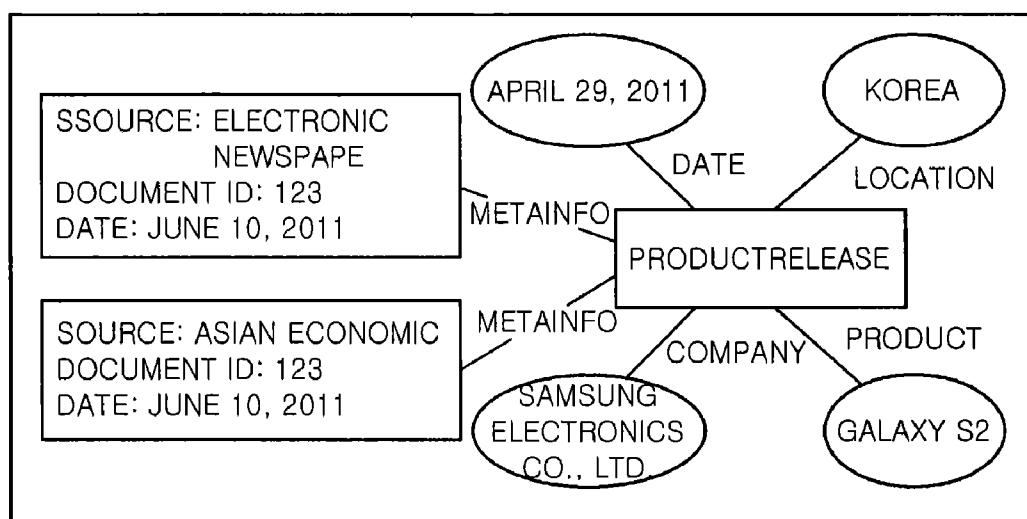 APRIL 29, 2011
KOREA
SSOURCE: ELECTRONIC
NEWSPAPE
DOCUMENT ID: 123
DATE: JUNE 10, 2011
DATE
LOCATION
METAINFO
PRODUCTRELEASE
METAINFO
SOURCE: ASIAN ECONOMIC
DOCUMENT ID: 123
DATE: JUNE 10, 2011
COMPANY
PRODUCT
SAMSUNG
ELECTRONICS
CO., LTD.
GALAXY S2